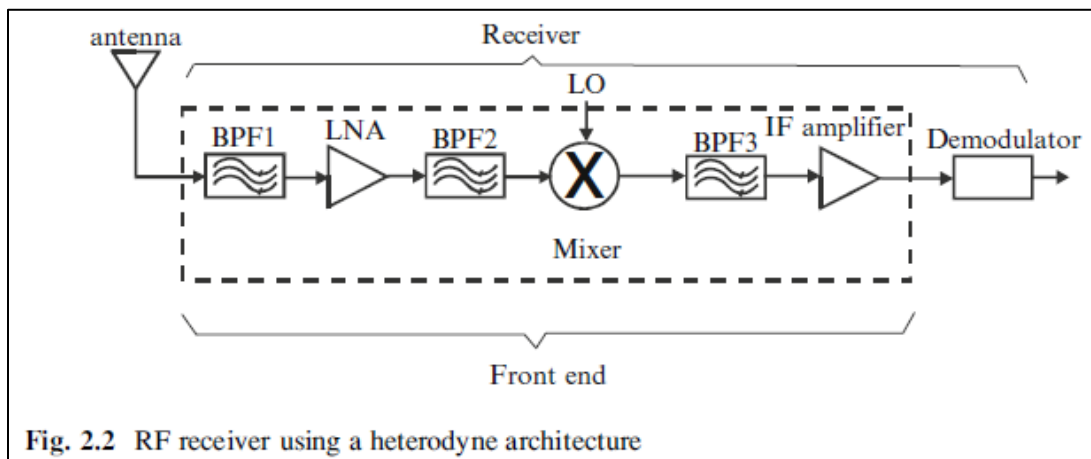 antenna
Receiver
LO
BPF1
LNA
BPF2
X
BPF3
IF amplifier
Demodulator
Mixer
Front end
Fig. 2.2 RF receiver using a heterodyne architecture